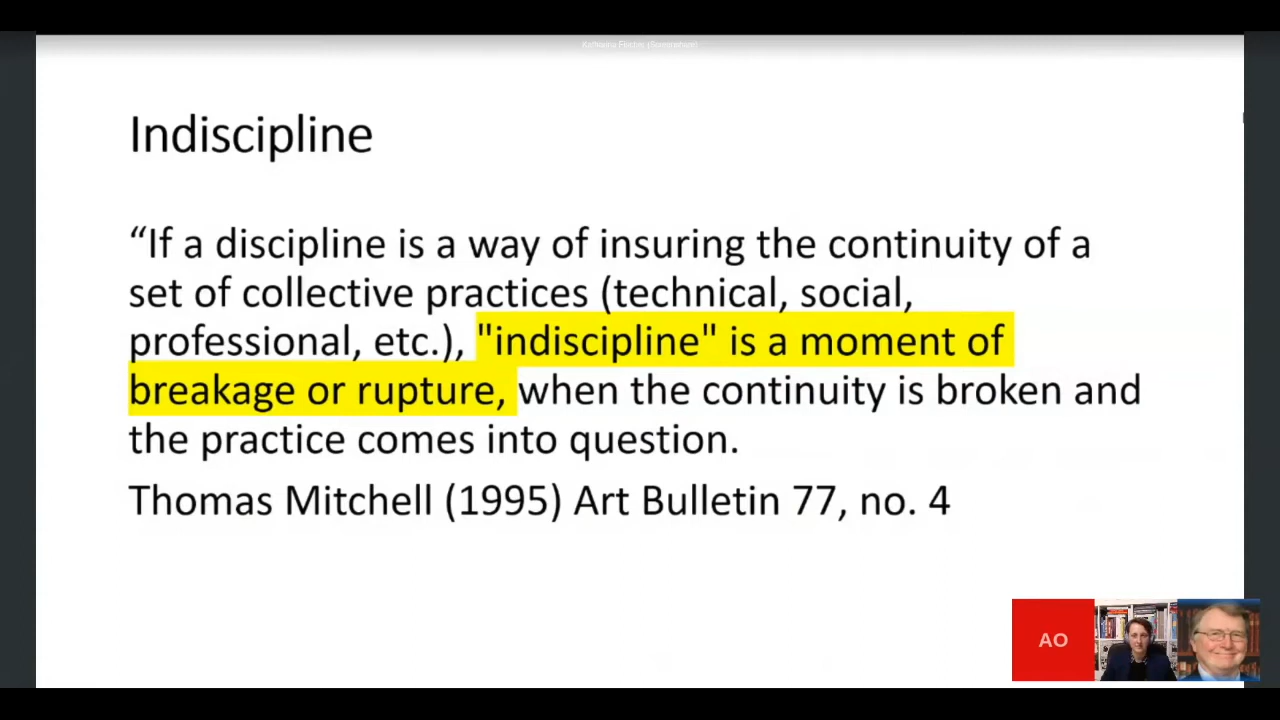 Indiscipline
“If a discipline is a way of insuring the continuity of a
set of collective practices (technical, social,
professional, etc.), "indiscipline" is a moment of
breakage or rupture, when the continuity is broken and
the practice comes into question.
Thomas Mitchell (1995) Art Bulletin 77, no. 4
AO